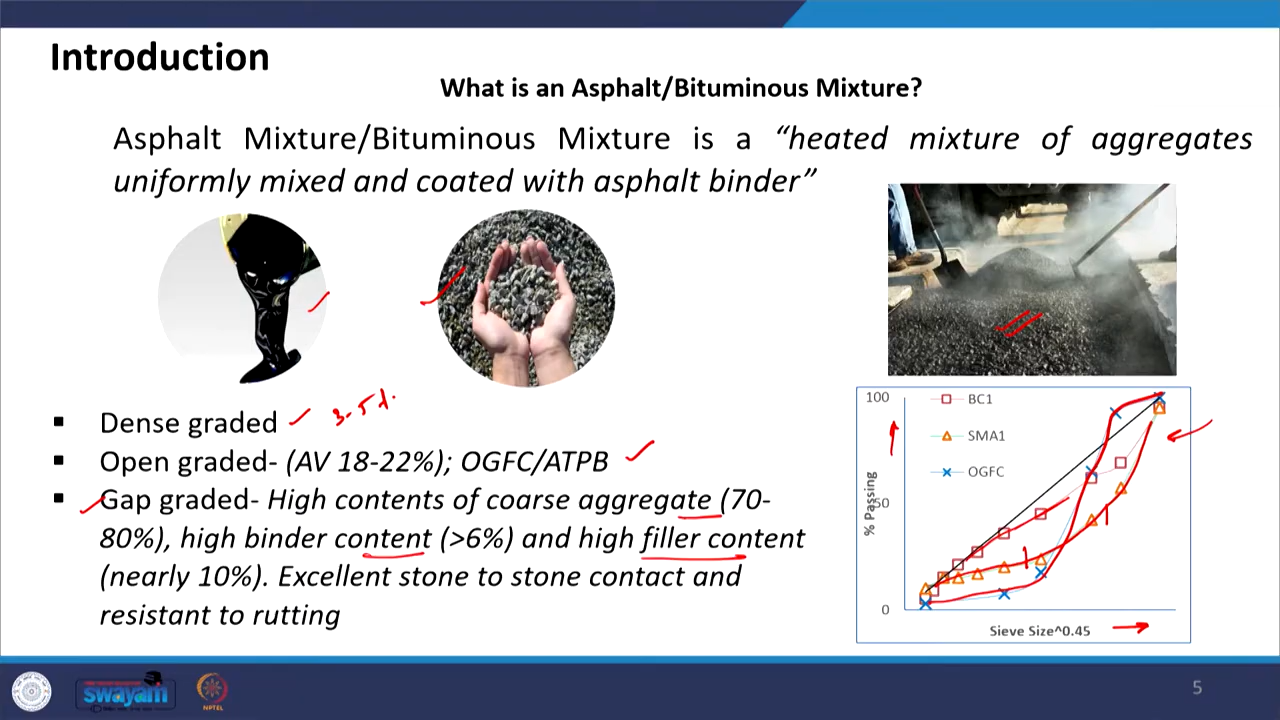 Introduction
What is an Asphalt/Bituminous Mixture?
Asphalt Mixture/Bituminous Mixture is a “heated mixture of aggregates
uniformly mixed and coated with asphalt binder”
▪ Dense graded 3-5%
▪ Open graded- (AV 18-22%); OGFC/ATPB
▪ Gap graded- High contents of coarse aggregate (70-
80%), high binder content (>6%) and high filler content
(nearly 10%). Excellent stone to stone contact and
resistant to rutting
100
BC1
SMA1
OGFC
50
% Passing
0
Sieve Size^0.45
swayam
NPTEL
5